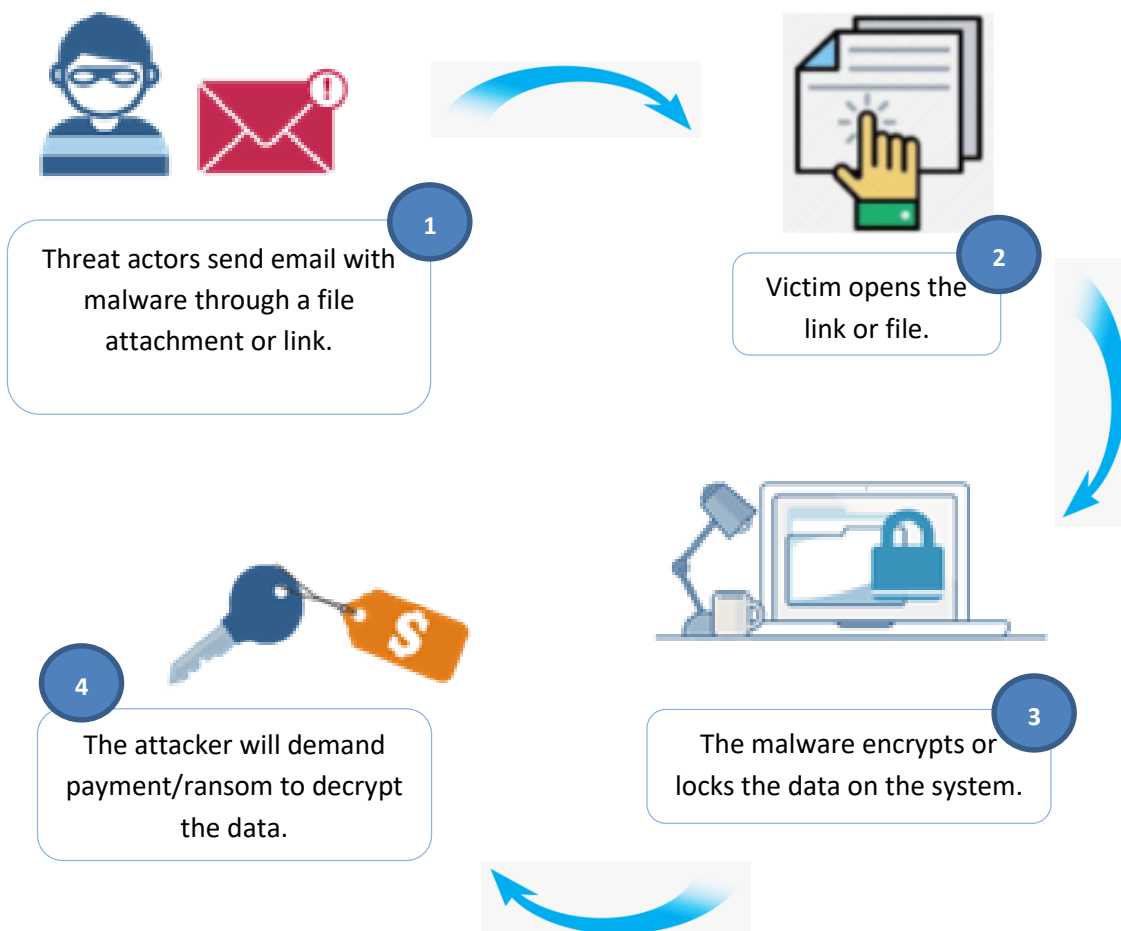 !
1
Threat actors send email with
malware through a file
attachment or link.
2
Victim opens the
link or file.
3
The malware encrypts or
locks the data on the system.
$
4
The attacker will demand
payment/ransom to decrypt
the data.